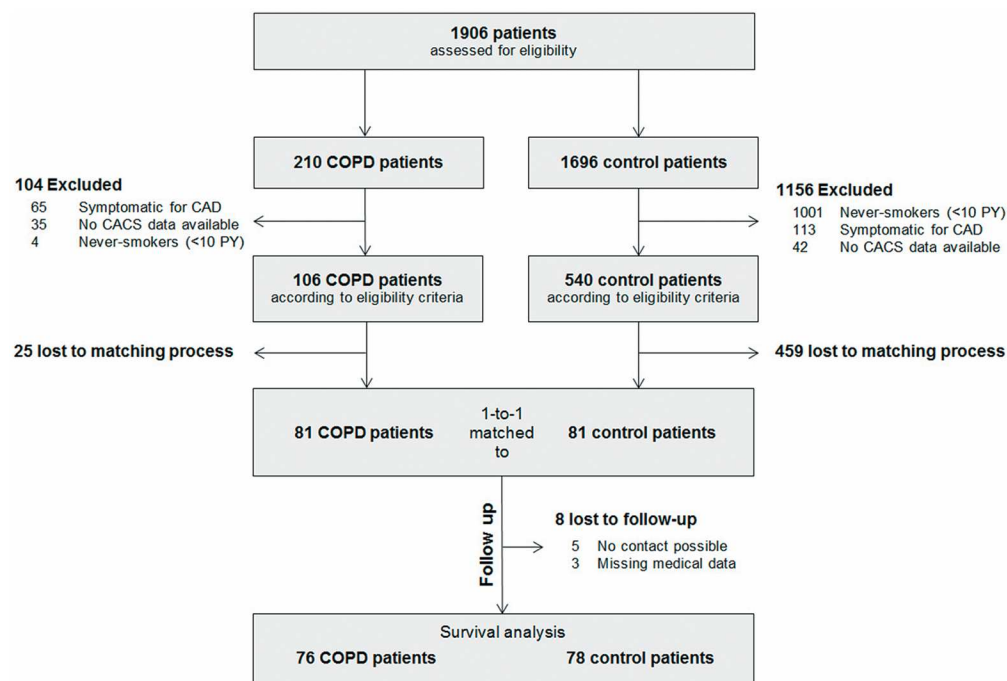 1906 patients
assessed for eligibility
210 COPD patients
1696 control patients
104 Excluded
65 Symptomatic for CAD
35 No CACS data available
4 Never-smokers (<10 PY)
1156 Excluded
1001 Never-smokers (<10 PY)
113 Symptomatic for CAD
42 No CACS data available
106 COPD patients
according to eligibility criteria
540 control patients
according to eligibility criteria
25 lost to matching process
459 lost to matching process
81 COPD patients
1-to-1
matched
to
81 control patients
Follow up
8 lost to follow-up
5 No contact possible
3 Missing medical data
Survival analysis
76 COPD patients
78 control patients